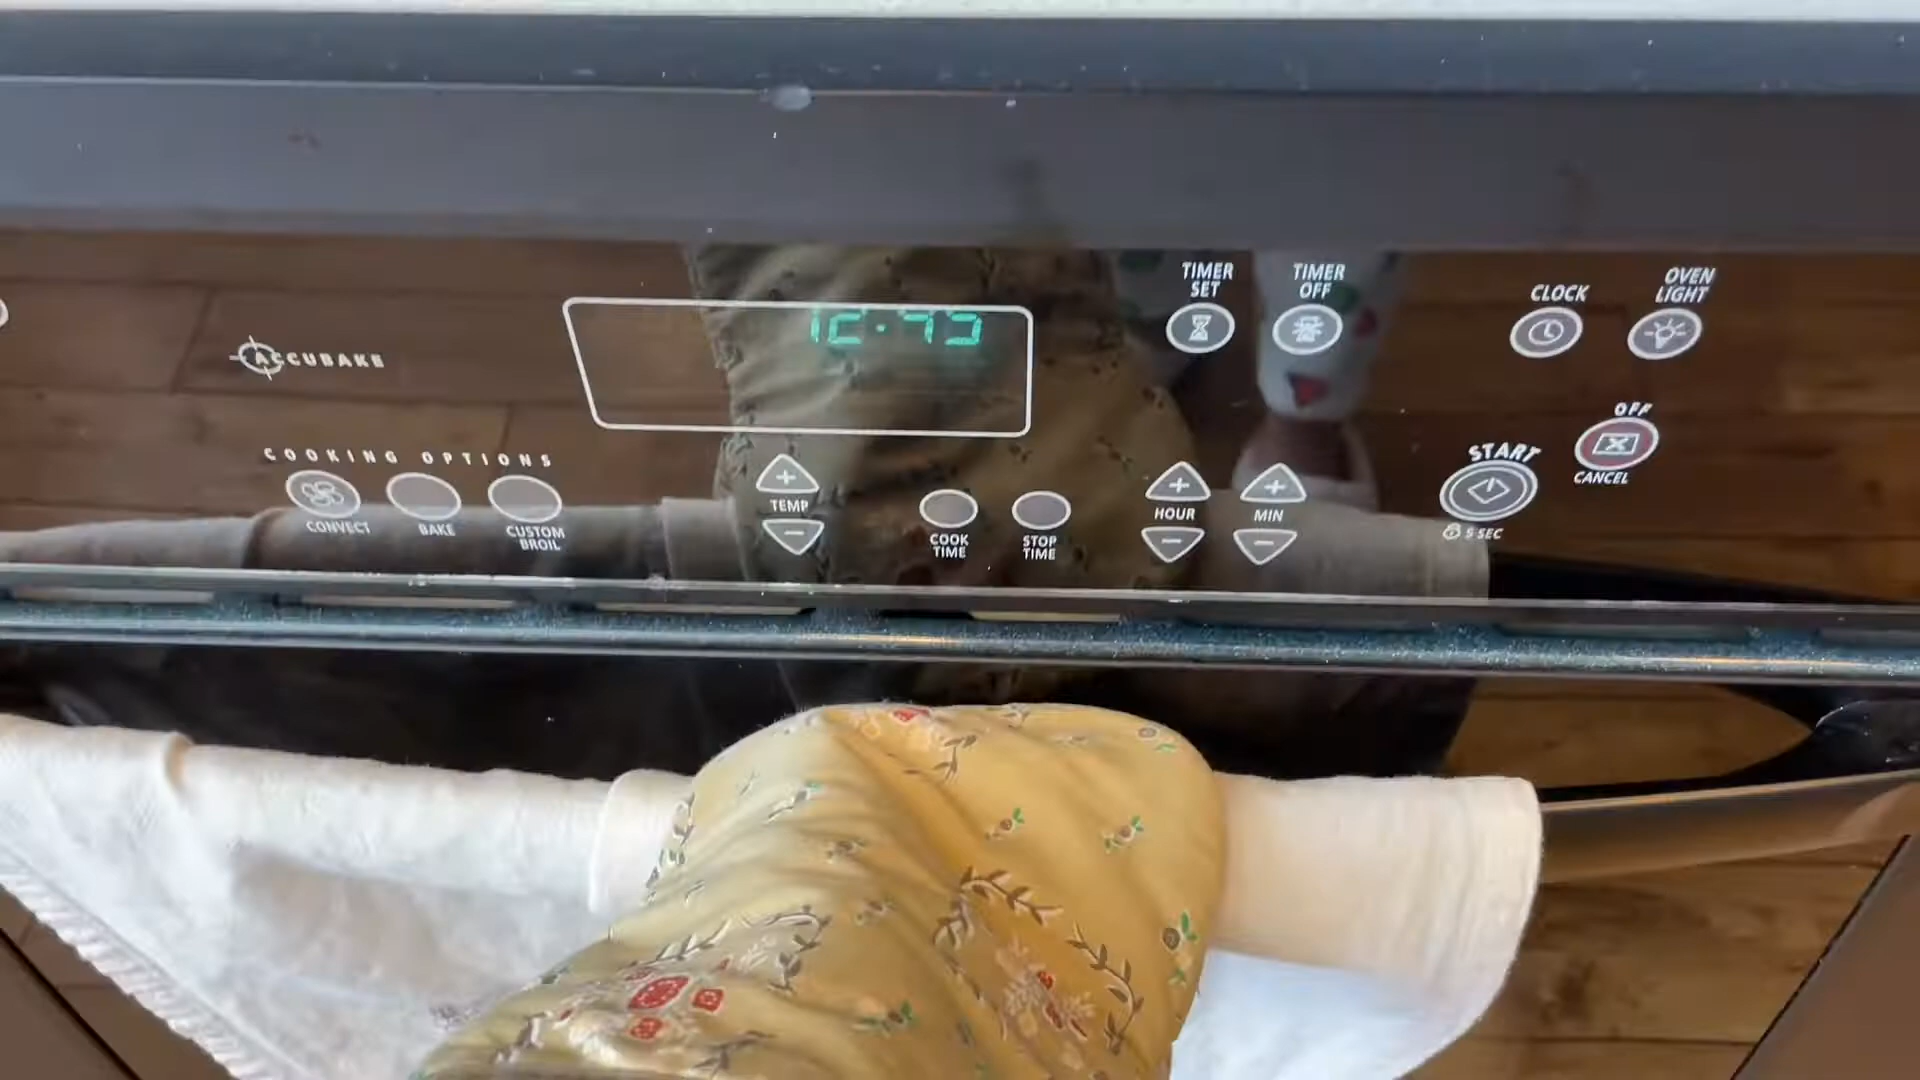 TIMER SET
TIMER OFF
CLOCK
OVEN LIGHT
ACCUBAKE
OFF
CANCEL
COOKING OPTIONS
CONVECT
BAKE
CUSTOM BROIL
+
TEMP
−
COOK TIME
STOP TIME
+
HOUR
−
+
MIN
−
START
5 SEC